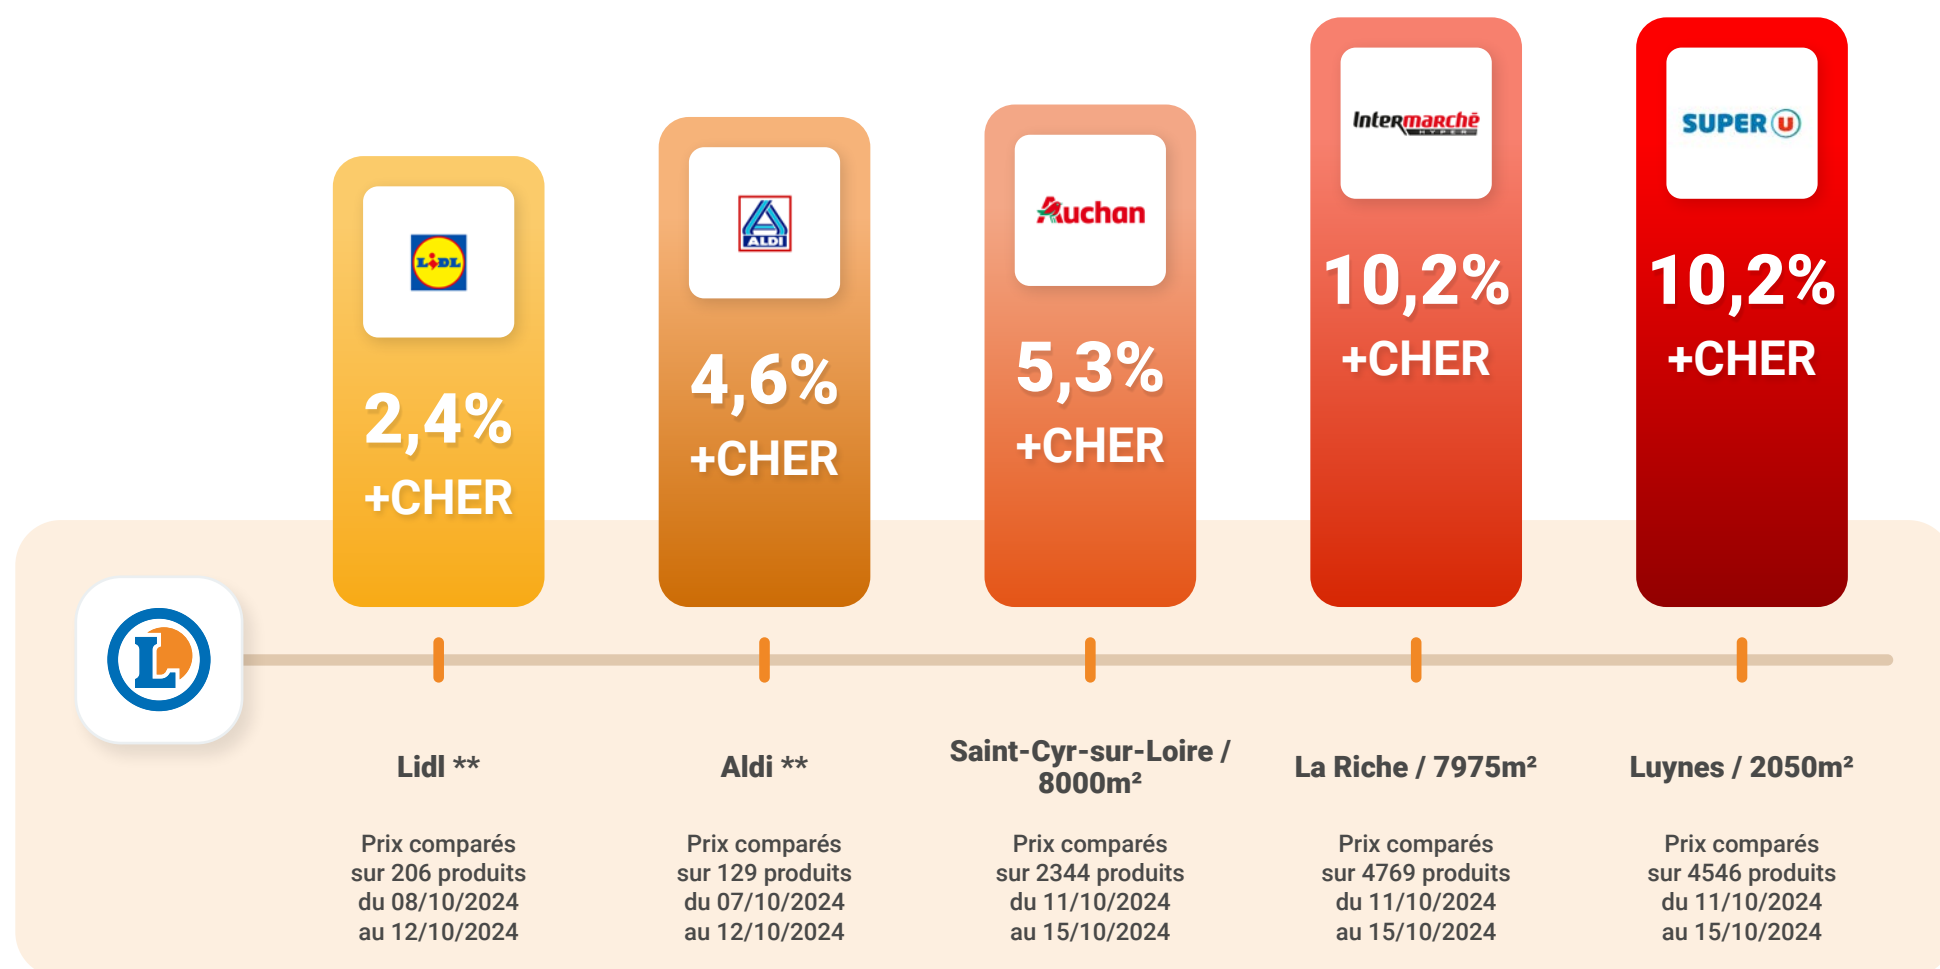 LIDL
2,4%
+CHER
ALDI
4,6%
+CHER
Auchan
5,3%
+CHER
Intermarché
HYPER
10,2%
+CHER
SUPER U
10,2%
+CHER
L
Lidl **
Prix comparés
sur 206 produits
du 08/10/2024
au 12/10/2024
Aldi **
Prix comparés
sur 129 produits
du 07/10/2024
au 12/10/2024
Saint-Cyr-sur-Loire /
8000m²
Prix comparés
sur 2344 produits
du 11/10/2024
au 15/10/2024
La Riche / 7975m²
Prix comparés
sur 4769 produits
du 11/10/2024
au 15/10/2024
Luynes / 2050m²
Prix comparés
sur 4546 produits
du 11/10/2024
au 15/10/2024